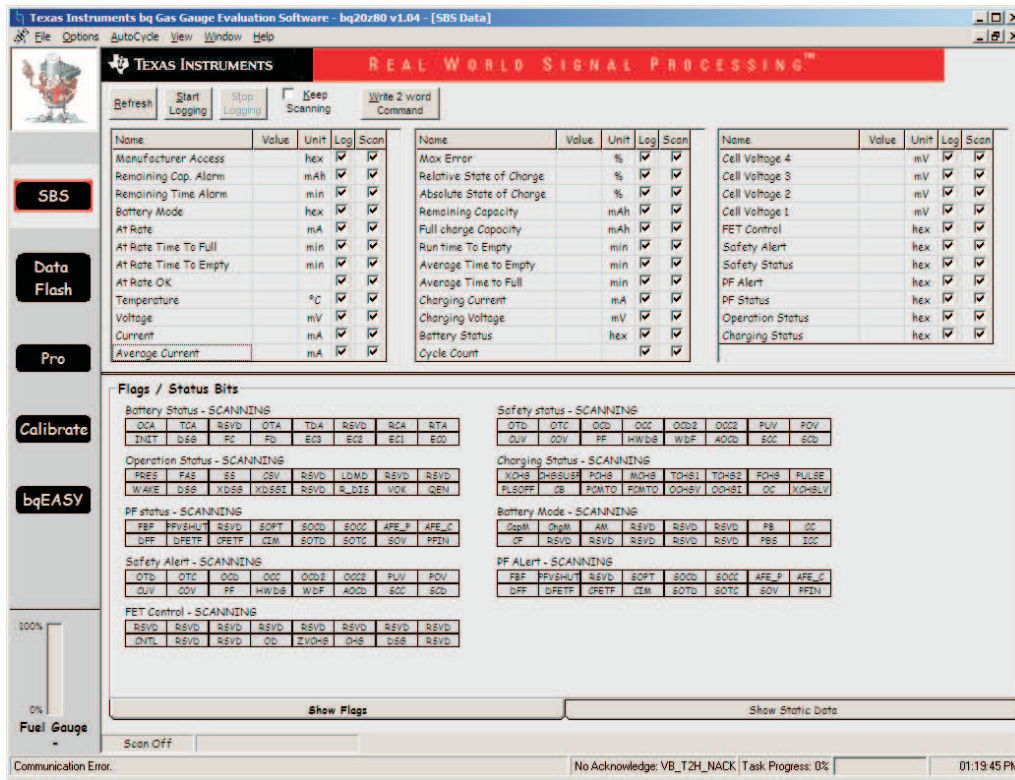 Texas Instruments bq Gas Gauge Evaluation Software - bq20z80 v1.04 - [SBS Data]
File Options AutoCycle View Window Help
TEXAS INSTRUMENTS REAL WORLD SIGNAL PROCESSING™
Refresh Start Logging Stop Logging Keep Scanning Write 2 word Command
SBS
Data Flash
Pro
Calibrate
bqEASY
100%
0%
Fuel Gauge
-
Name Value Unit Log Scan
Manufacturer Access hex
Remaining Cap. Alarm mAh
Remaining Time Alarm min
Battery Mode hex
At Rate mA
At Rate Time To Full min
At Rate Time To Empty min
At Rate OK
Temperature °C
Voltage mV
Current mA
Average Current mA
Name Value Unit Log Scan
Max Error %
Relative State of Charge %
Absolute State of Charge %
Remaining Capacity mAh
Full charge Capacity mAh
Run time To Empty min
Average Time to Empty min
Average Time to Full min
Charging Current mA
Charging Voltage mV
Battery Status hex
Cycle Count
Name Value Unit Log Scan
Cell Voltage 4 mV
Cell Voltage 3 mV
Cell Voltage 2 mV
Cell Voltage 1 mV
FET Control hex
Safety Alert hex
Safety Status hex
PF Alert hex
PF Status hex
Operation Status hex
Charging Status hex
Flags / Status Bits
Battery Status - SCANNING
OCA TCA RSVD OTA TDA RSVD RCA RTA
INIT DSG FC FD EC3 EC2 EC1 EC0
Operation Status - SCANNING
PRES FAS SS CSV RSVD LDMD RSVD RSVD
WAKE DSG XDSG XDSGI RSVD R_DIS VOK QEN
PF status - SCANNING
FBF PFVSHUT RSVD SOPT SOCD SOCC AFE_P AFE_C
DFF DFETF CFETF CIM SOTD SOTC SOV PFIN
Safety Alert - SCANNING
OTD OTC OCD OCC OCD2 OCC2 PUV POV
CUV COV PF HWDG WDF AOCD SCC SCD
FET Control - SCANNING
RSVD RSVD RSVD RSVD RSVD RSVD RSVD RSVD
CNTL RSVD RSVD OD ZVCHG CHG DSG RSVD
Safety status - SCANNING
OTD OTC OCD OCC OCD2 OCC2 PUV POV
CUV COV PF HWDG WDF AOCD SCC SCD
Charging Status - SCANNING
XCHG CHGSUSP PCHG MCHG TCHG1 TCHG2 FCHG PULSE
PLSOFF CB PCMTO FCMTO OCHGV OCHGI OC XCHGLV
Battery Mode - SCANNING
CapM ChgM AM RSVD RSVD RSVD PB CC
CF RSVD RSVD RSVD RSVD RSVD PBS ICC
PF ALert - SCANNING
FBF PFVSHUT RSVD SOPT SOCD SOCC AFE_P AFE_C
DFF DFETF CFETF CIM SOTD SOTC SOV PFIN
Show Flags Show Static Data
Scan Off
Communication Error. No Acknowledge: VB_T2H_NACK Task Progress: 0% 01:19:45 PM